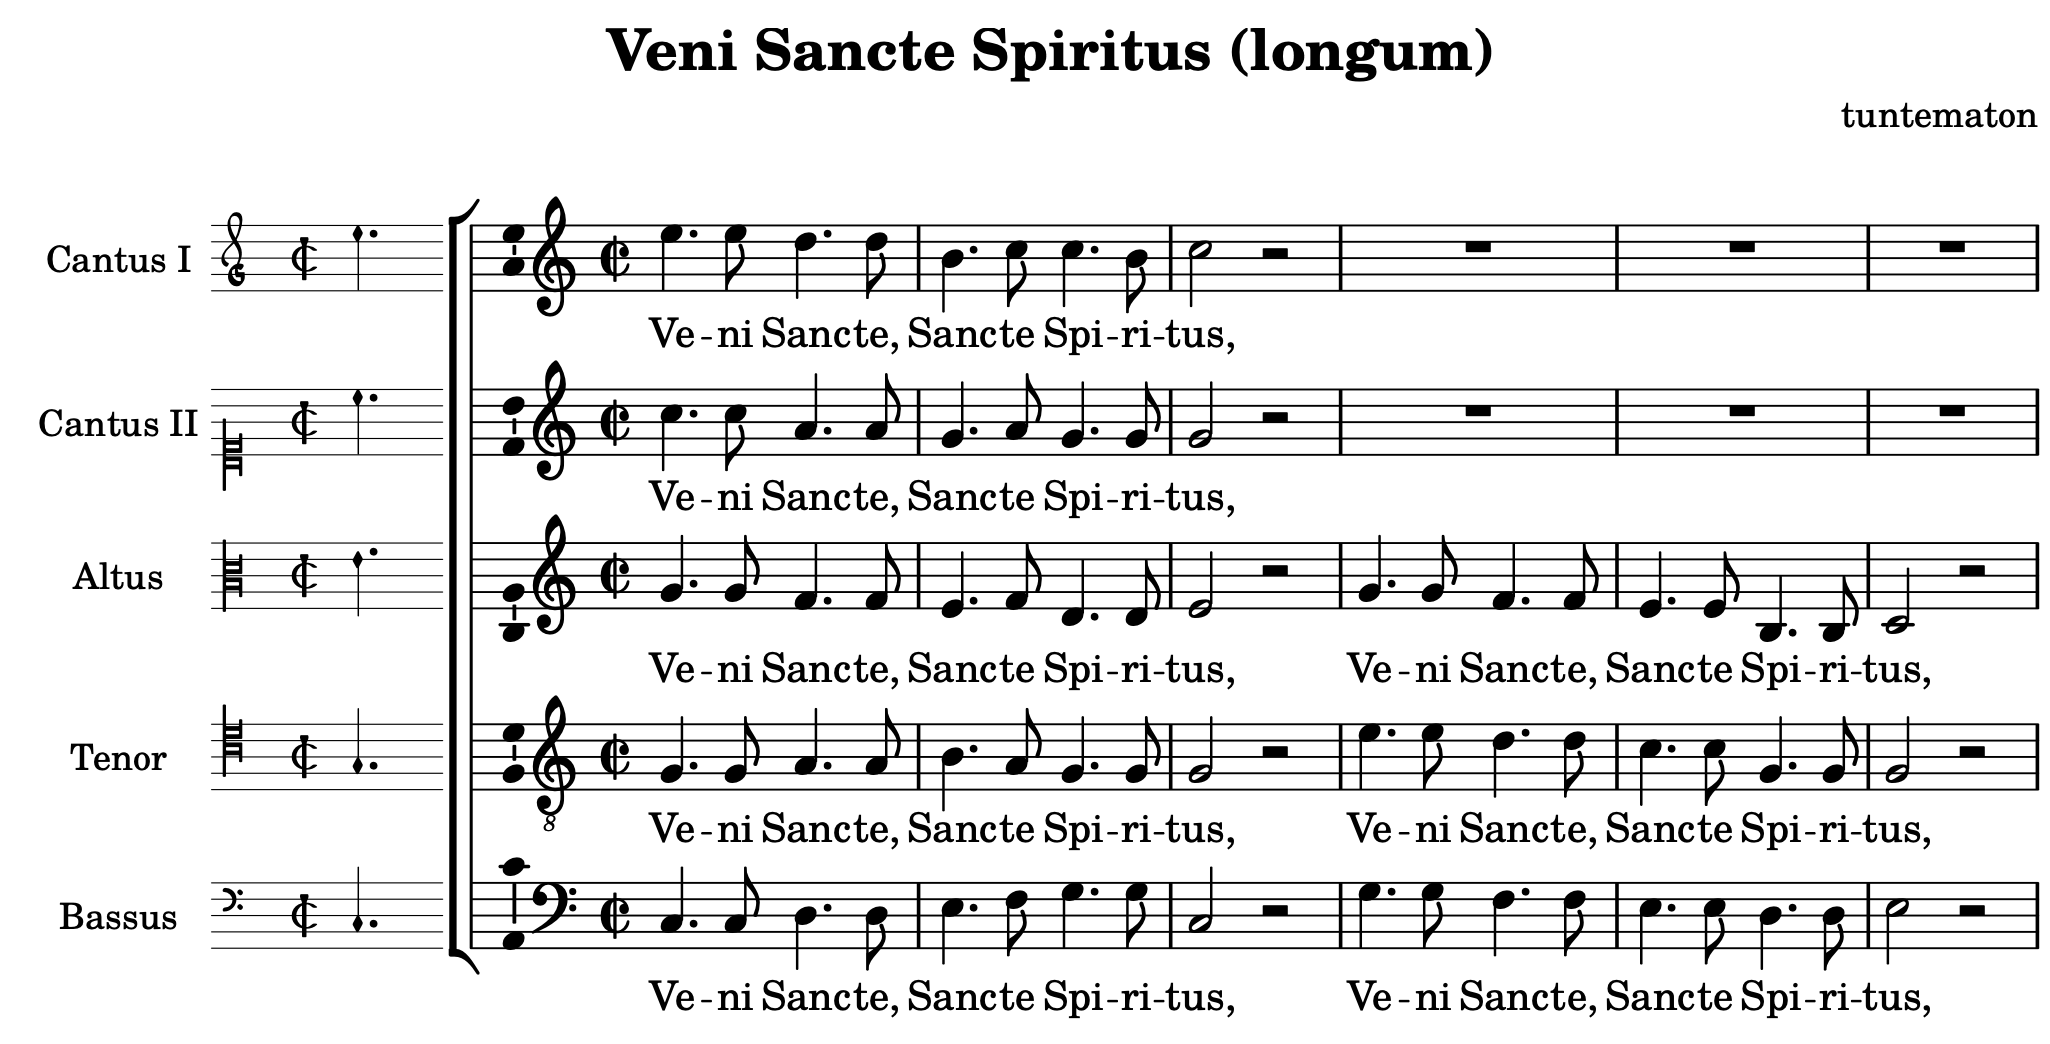 Veni Sancte Spiritus (longum)
tuntematon
Cantus I
Ve - ni Sancte, Sancte Spi - ri - tus,
Cantus II
Ve - ni Sancte, Sancte Spi - ri - tus,
Altus
Ve - ni Sancte, Sancte Spi - ri - tus, Ve - ni Sancte, Sancte Spi - ri - tus,
Tenor
8
Ve - ni Sancte, Sancte Spi - ri - tus, Ve - ni Sancte, Sancte Spi - ri - tus,
Bassus
Ve - ni Sancte, Sancte Spi - ri - tus, Ve - ni Sancte, Sancte Spi - ri - tus,